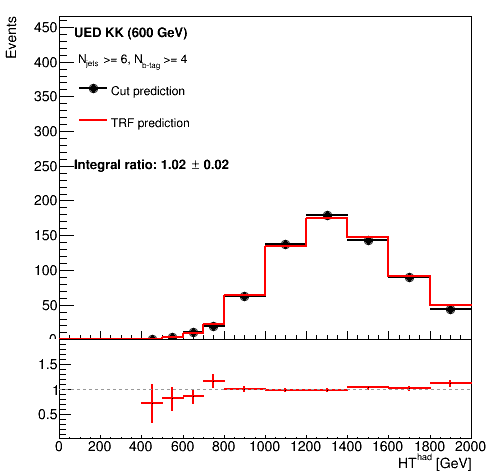 Events
UED KK (600 GeV)
N_jets >= 6, N_b-tag >= 4
Cut prediction
TRF prediction
Integral ratio: 1.02 ± 0.02
450
400
350
300
250
200
150
100
50
1.5
1
0.5
0 200 400 600 800 1000 1200 1400 1600 1800 2000
HT^had [GeV]